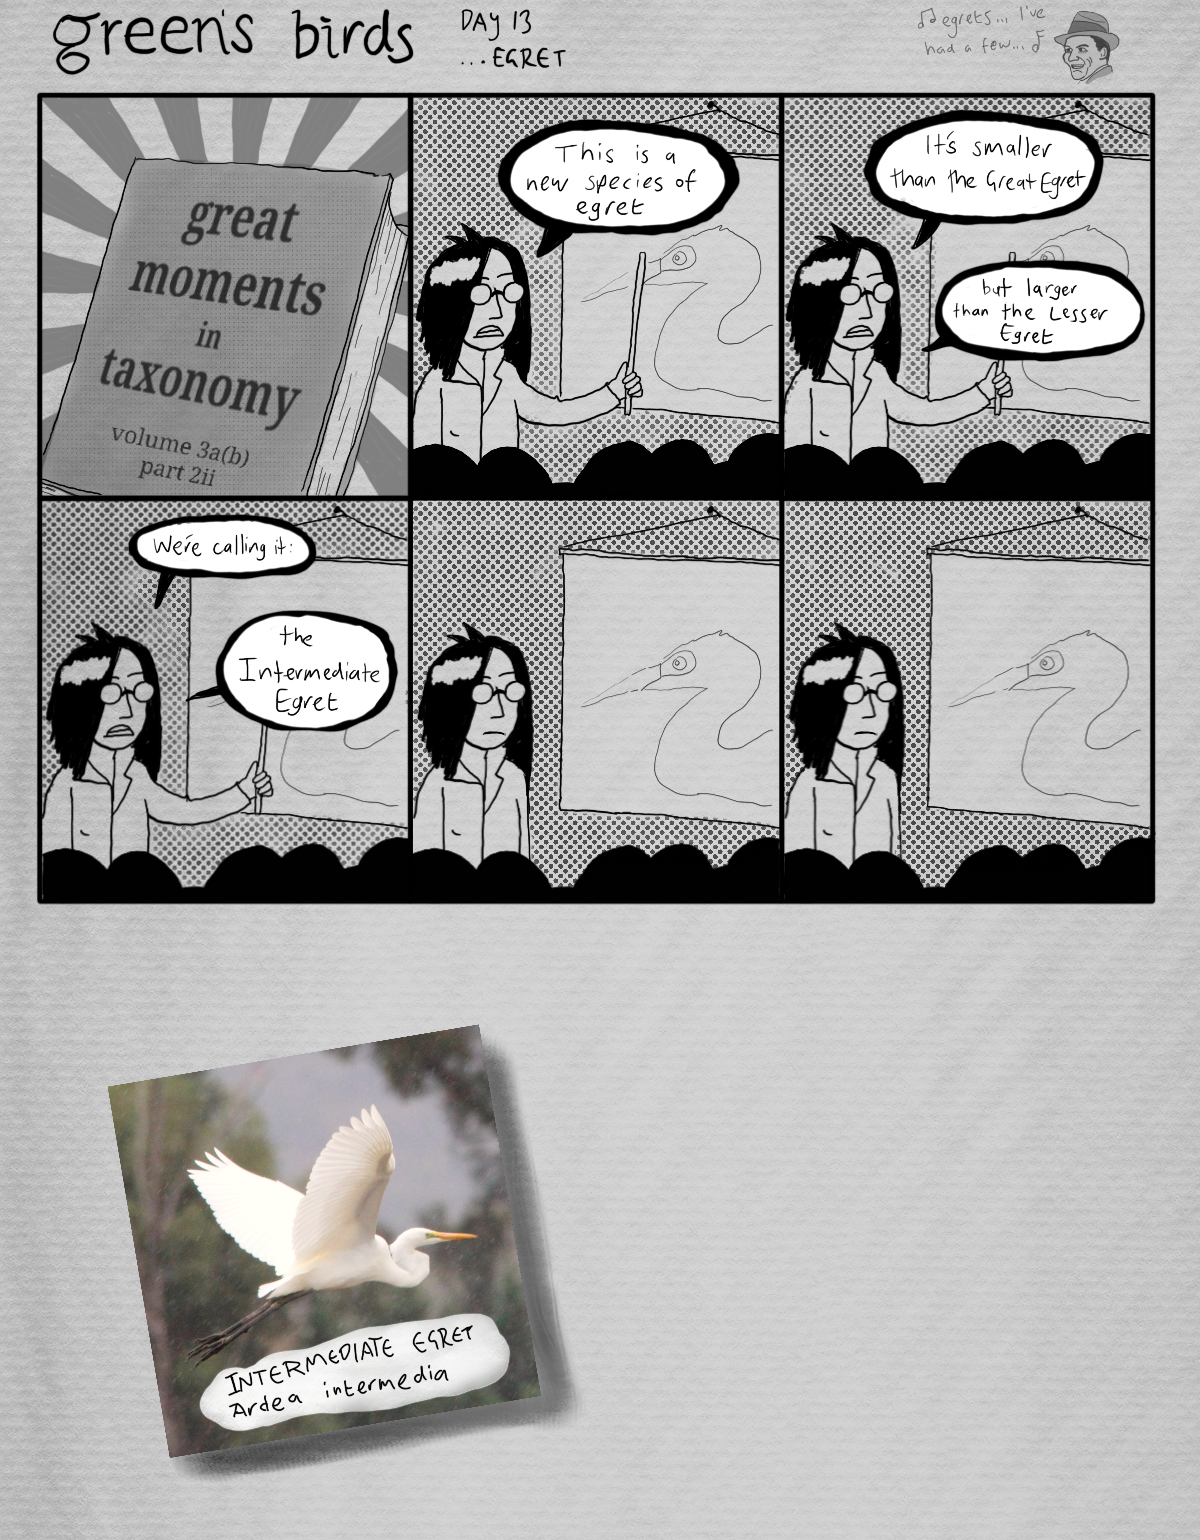 green's birds
DAY 13
...EGRET
egrets... I've
had a few...
great
moments
in
taxonomy
volume 3a(b)
part 2ii
This is a
new species of
egret
It's smaller
than the Great Egret
but larger
than the Lesser
Egret
We're calling it:
the
Intermediate
Egret
INTERMEDIATE EGRET
Ardea intermedia